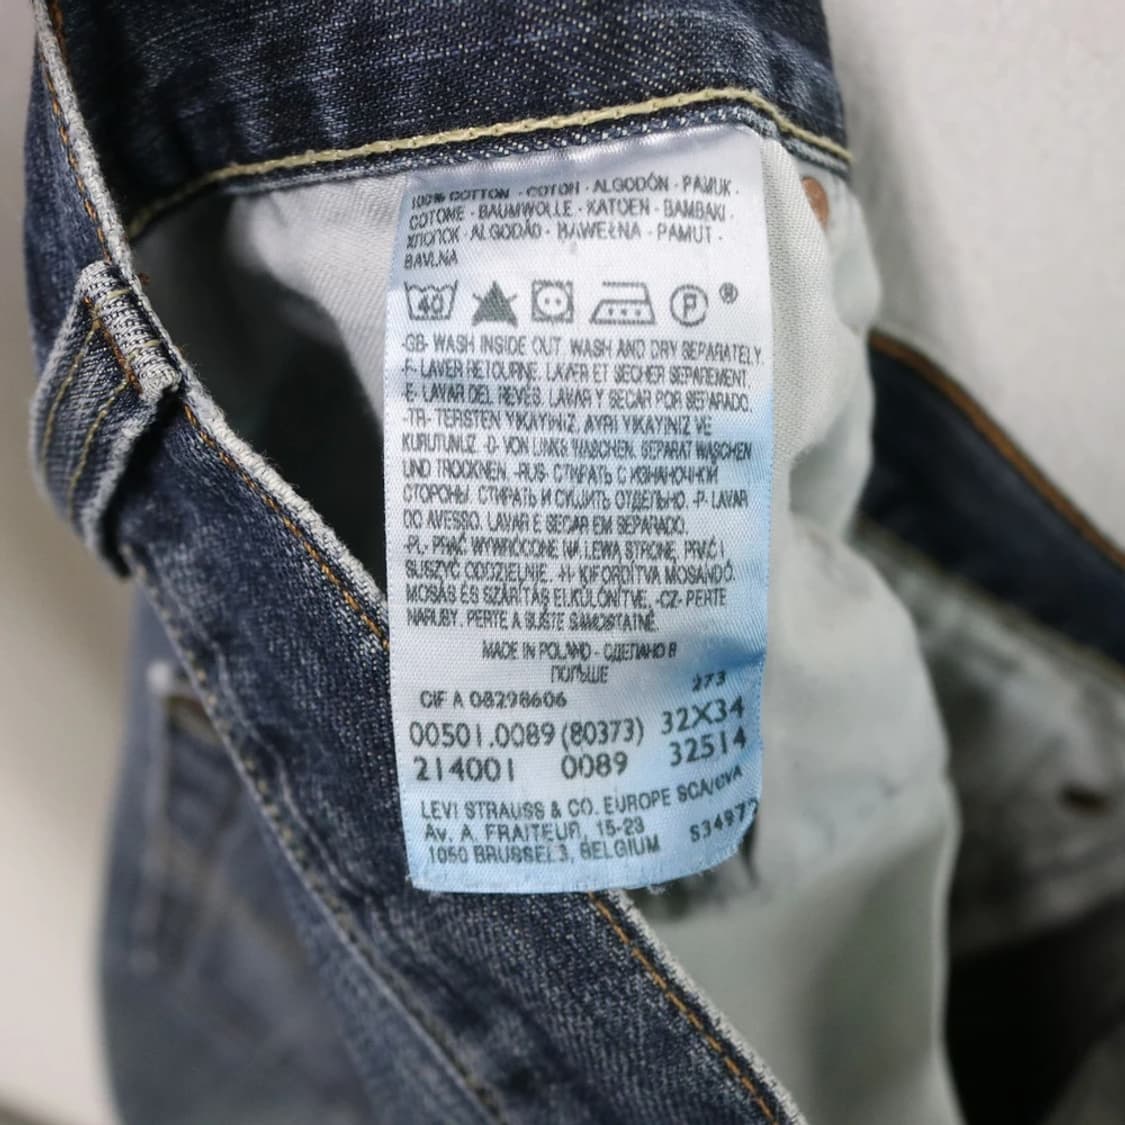 100% COTTON - COTON - ALGODÓN - PAMUK -
COTONE - BAUMWOLLE - KATOEN - BAMBAKI -
ХЛОПОК - ALGODÃO - BAWEŁNA - PAMUT -
BAVLNA
40 P ®
-GB- WASH INSIDE OUT. WASH AND DRY SEPARATELY.
-F- LAVER RETOURNE. LAVER ET SECHER SEPAREMENT.
-E- LAVAR DEL REVÉS. LAVAR Y SECAR POR SEPARADO.
-TR- TERSTEN YIKAYINIZ, AYRI YIKAYINIZ VE
KURUTUNUZ. -D- VON LINKS WASCHEN. SEPARAT WASCHEN
UND TROCKNEN. -RUS- СТИРАТЬ С ИЗНАНОЧНОЙ
СТОРОНЫ. СТИРАТЬ И СУШИТЬ ОТДЕЛЬНО. -P- LAVAR
DO AVESSO. LAVAR E SECAR EM SEPARADO.
-PL- PRAĆ WYWRÓCONE NA LEWĄ STRONĘ, PRAĆ I
SUSZYĆ ODDZIELNIE. -H- KIFORDÍTVA MOSANDÓ.
MOSÁS ÉS SZÁRÍTÁS ELKÜLÖNÍTVE. -CZ- PERTE
NARUBY. PERTE A SUŠTE SAMOSTATNĚ.
MADE IN POLAND - СДЕЛАНО В
ПОЛЬШЕ
273
CIF A 08298606
00501.0089 (80373) 32X34
214001 0089 32514
LEVI STRAUSS & CO. EUROPE SCA/CVA
Av. A. FRAITEUR, 15-23
1050 BRUSSELS, BELGIUM